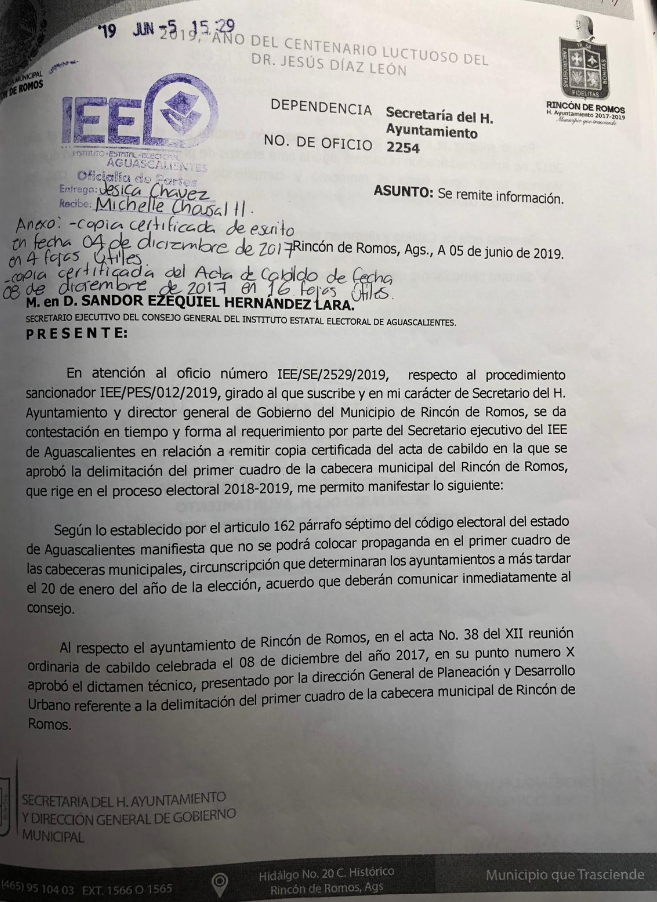 '19 JUN -5 15:29
2019, AÑO DEL CENTENARIO LUCTUOSO DEL
DR. JESÚS DÍAZ LEÓN
MUNICIPAL
DE ROMOS
FIDELITAS
BONITAS
RINCÓN DE ROMOS
H. Ayuntamiento 2017-2019
Municipio que trasciende
IEE
INSTITUTO ESTATAL ELECTORAL
AGUASCALIENTES
Oficialía de Partes
Entrega: Jesica Chavez
Recibe: Michelle
DEPENDENCIA Secretaría del H.
Ayuntamiento
NO. DE OFICIO 2254
ASUNTO: Se remite información.
Anexo: -copia certificada de escrito
en fecha 04 de diciembre de 2017
en 4 fojas útiles.
-copia certificada del Acta de Cabildo de fecha
08 de diciembre de 2017 en 16 fojas útiles.
Rincón de Romos, Ags., A 05 de junio de 2019.
M. en D. SANDOR EZEQUIEL HERNÁNDEZ LARA.
SECRETARIO EJECUTIVO DEL CONSEJO GENERAL DEL INSTITUTO ESTATAL ELECTORAL DE AGUASCALIENTES.
P R E S E N T E:
En atención al oficio número IEE/SE/2529/2019, respecto al procedimiento
sancionador IEE/PES/012/2019, girado al que suscribe y en mi carácter de Secretario del H.
Ayuntamiento y director general de Gobierno del Municipio de Rincón de Romos, se da
contestación en tiempo y forma al requerimiento por parte del Secretario ejecutivo del IEE
de Aguascalientes en relación a remitir copia certificada del acta de cabildo en la que se
aprobó la delimitación del primer cuadro de la cabecera municipal del Rincón de Romos,
que rige en el proceso electoral 2018-2019, me permito manifestar lo siguiente:
Según lo establecido por el articulo 162 párrafo séptimo del código electoral del estado
de Aguascalientes manifiesta que no se podrá colocar propaganda en el primer cuadro de
las cabeceras municipales, circunscripción que determinaran los ayuntamientos a más tardar
el 20 de enero del año de la elección, acuerdo que deberán comunicar inmediatamente al
consejo.
Al respecto el ayuntamiento de Rincón de Romos, en el acta No. 38 del XII reunión
ordinaria de cabildo celebrada el 08 de diciembre del año 2017, en su punto numero X
aprobó el dictamen técnico, presentado por la dirección General de Planeación y Desarrollo
Urbano referente a la delimitación del primer cuadro de la cabecera municipal de Rincón de
Romos.
SECRETARIA DEL H. AYUNTAMIENTO
Y DIRECCIÓN GENERAL DE GOBIERNO
MUNICIPAL
(465) 95 104 03 EXT. 1566 O 1565
Hidálgo No. 20 C. Histórico
Rincón de Romos, Ags
Municipio que Trasciende